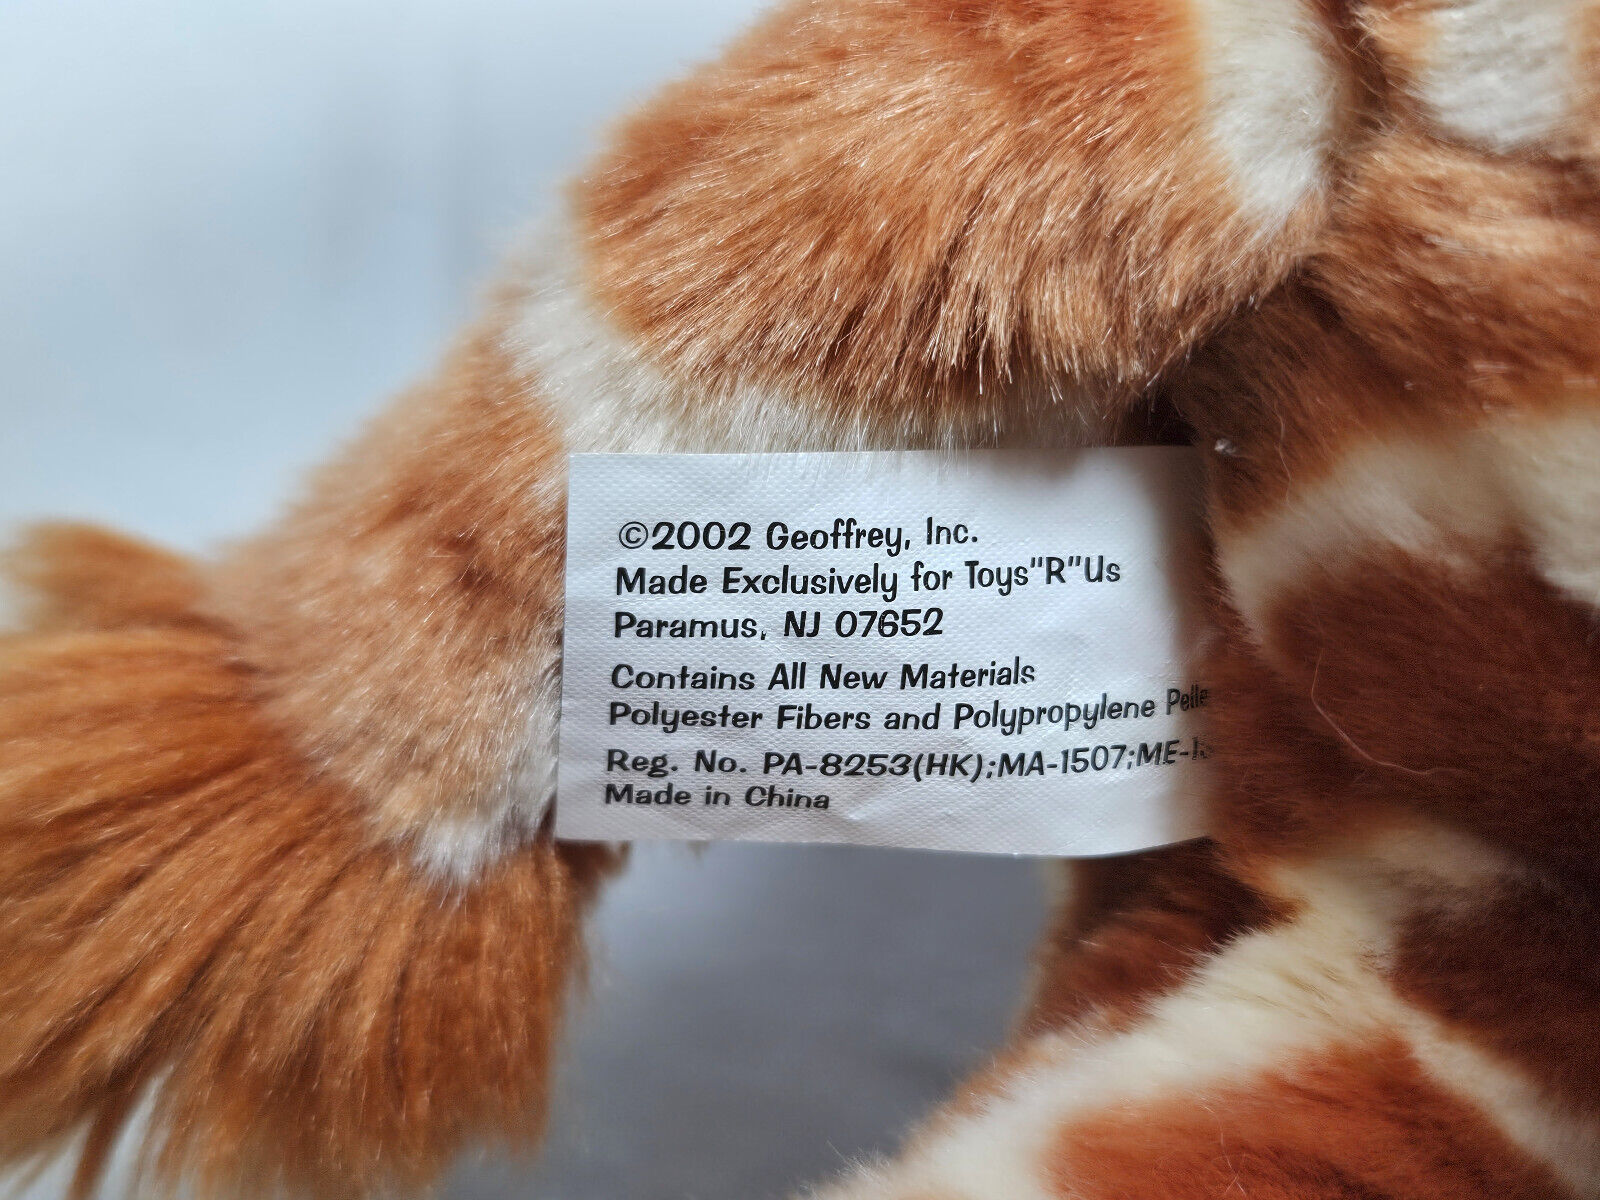 ©2002 Geoffrey, Inc.
Made Exclusively for Toys"R"Us
Paramus, NJ 07652
Contains All New Materials
Polyester Fibers and Polypropylene
Reg. No. PA-8253(HK);MA-1507;
Made in China